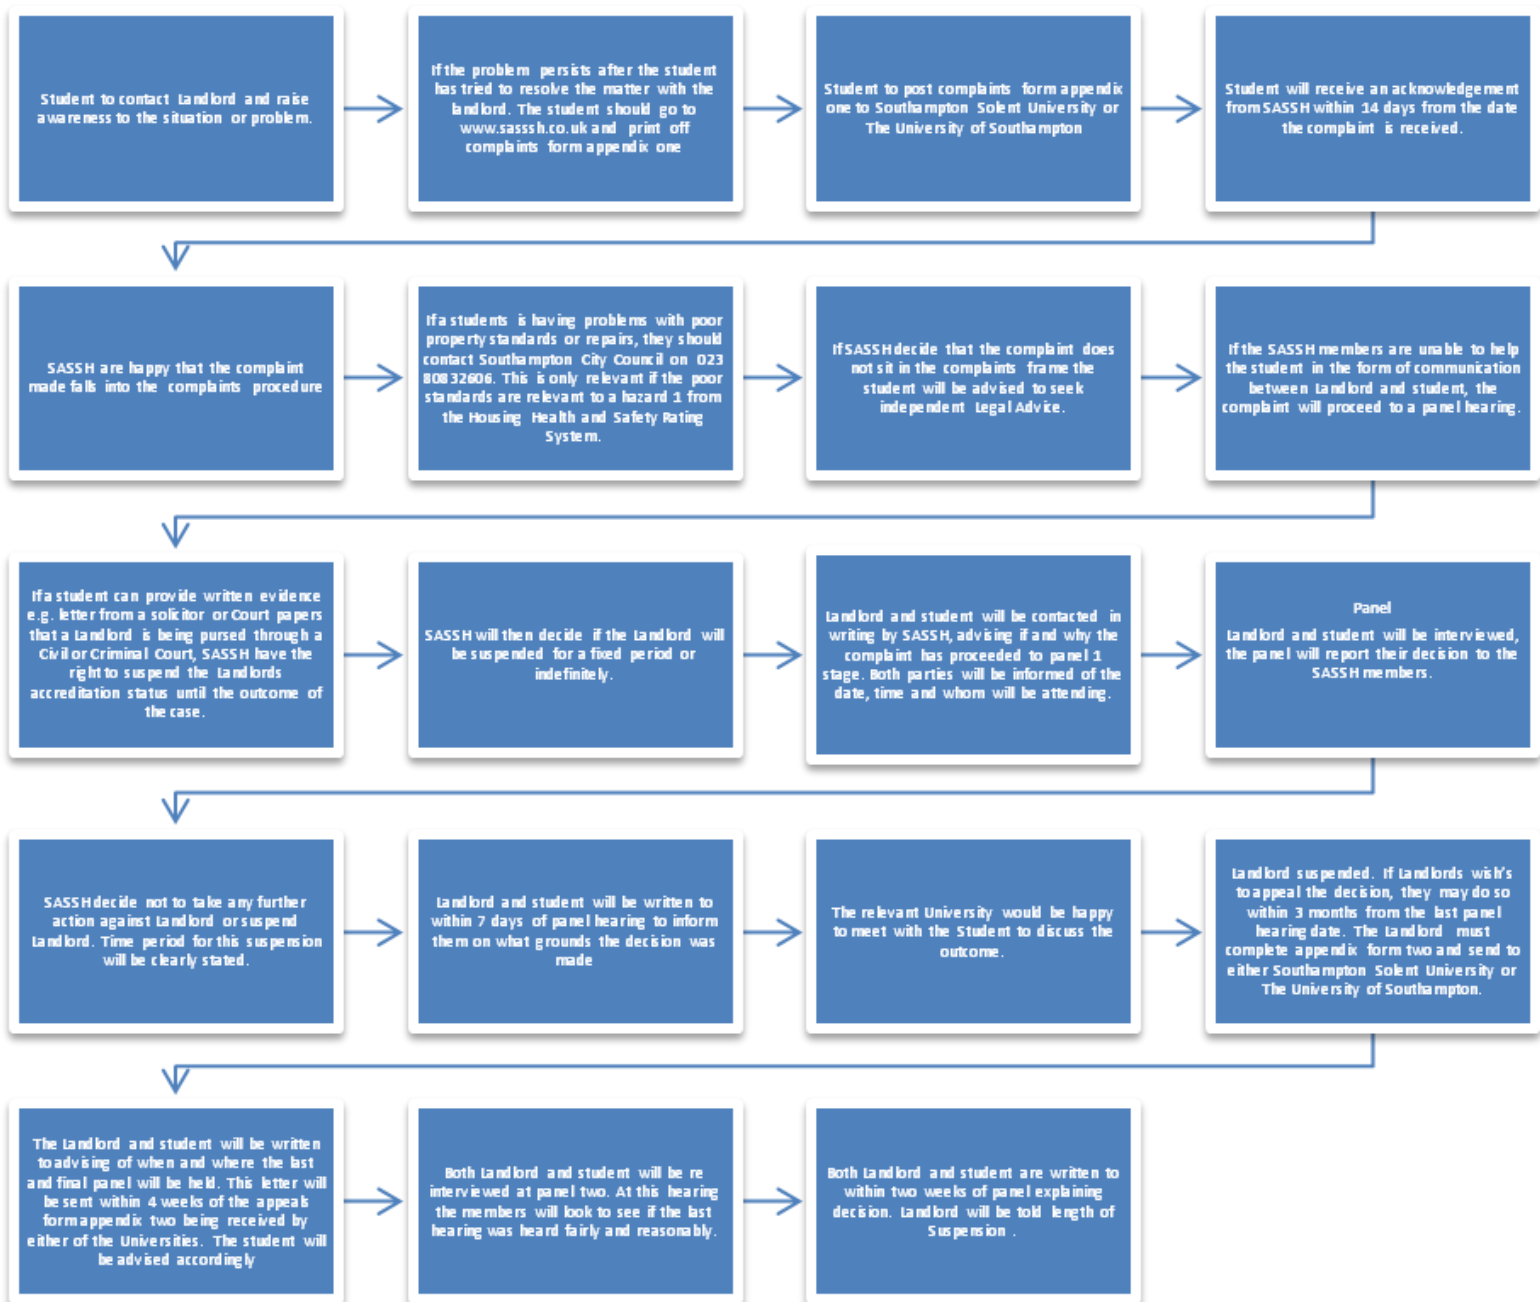 Student to contact Landlord and raise
awareness to the situation or problem.
If the problem persists after the student
has tried to resolve the matter with the
landlord. The student should go to
www.sasssh.co.uk and print off
complaints form appendix one
Student to post complaints form appendix
one to Southampton Solent University or
The University of Southampton
Student will receive an acknowledgement
from SASSH within 14 days from the date
the complaint is received.
SASSH are happy that the complaint
made falls into the complaints procedure
If a students is having problems with poor
property standards or repairs, they should
contact Southampton City Council on 023
80832606. This is only relevant if the poor
standards are relevant to a hazard 1 from
the Housing Health and Safety Rating
System.
If SASSH decide that the complaint does
not sit in the complaints frame the
student will be advised to seek
independent Legal Advice.
If the SASSH members are unable to help
the student in the form of communication
between Landlord and student, the
complaint will proceed to a panel hearing.
If a student can provide written evidence
e.g. letter from a solicitor or Court papers
that a Landlord is being pursed through a
Civil or Criminal Court, SASSH have the
right to suspend the Landlords
accreditation status until the outcome of
the case.
SASSH will then decide if the Landlord will
be suspended for a fixed period or
indefinitely.
Landlord and student will be contacted in
writing by SASSH, advising if and why the
complaint has proceeded to panel 1
stage. Both parties will be informed of the
date, time and whom will be attending.
Panel
Landlord and student will be interviewed,
the panel will report their decision to the
SASSH members.
SASSH decide not to take any further
action against Landlord or suspend
Landlord. Time period for this suspension
will be clearly stated.
Landlord and student will be written to
within 7 days of panel hearing to inform
them on what grounds the decision was
made
The relevant University would be happy
to meet with the Student to discuss the
outcome.
Landlord suspended. If Landlords wish's
to appeal the decision, they may do so
within 3 months from the last panel
hearing date. The Landlord must
complete appendix form two and send to
either Southampton Solent University or
The University of Southampton.
The Landlord and student will be written
to advising of when and where the last
and final panel will be held. This letter will
be sent within 4 weeks of the appeals
form appendix two being received by
either of the Universities. The student will
be advised accordingly
Both Landlord and student will be re
interviewed at panel two. At this hearing
the members will look to see if the last
hearing was heard fairly and reasonably.
Both Landlord and student are written to
within two weeks of panel explaining
decision. Landlord will be told length of
Suspension .